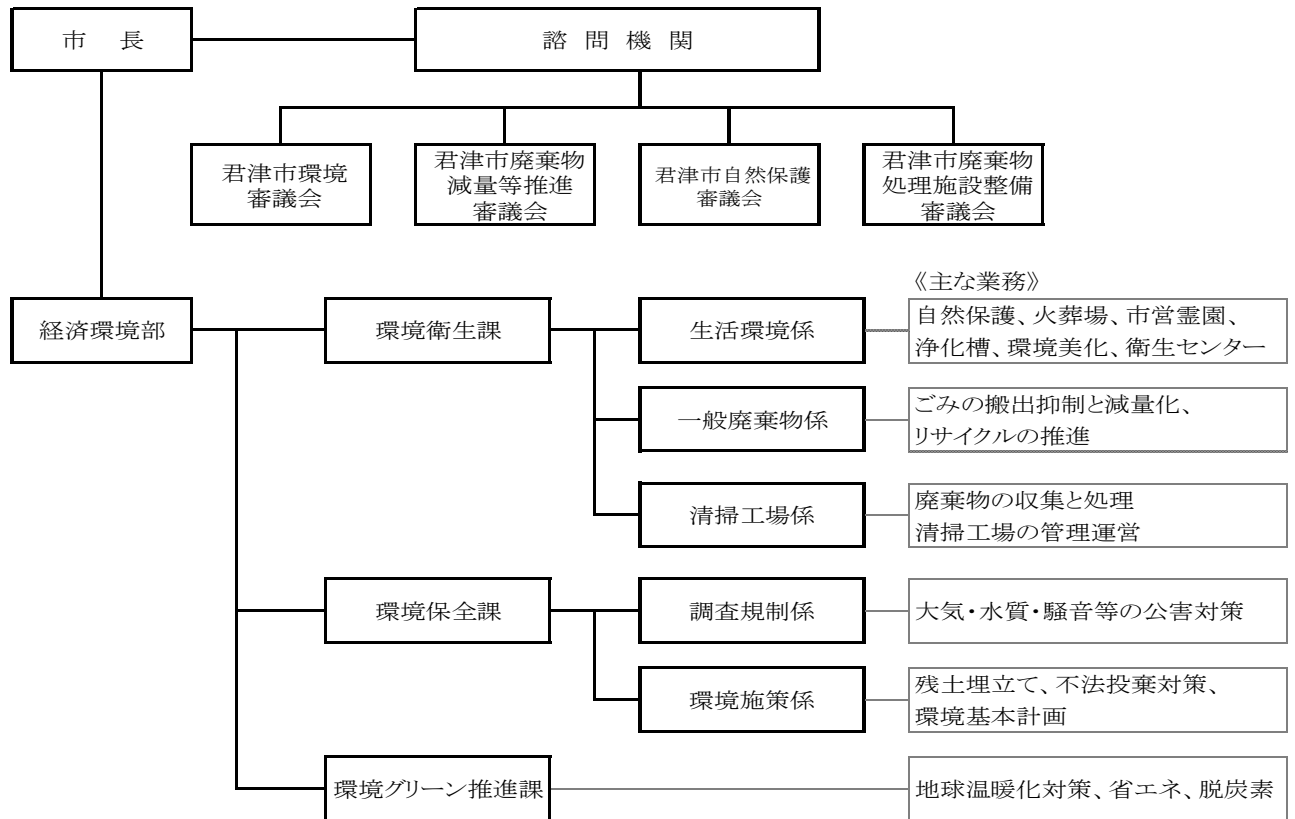 市　長
諮　問　機　関
君津市環境
審議会
君津市廃棄物
減量等推進
審議会
君津市自然保護
審議会
君津市廃棄物
処理施設整備
審議会
《主な業務》
経済環境部
環境衛生課
生活環境係
自然保護、火葬場、市営霊園、
浄化槽、環境美化、衛生センター
一般廃棄物係
ごみの搬出抑制と減量化、
リサイクルの推進
清掃工場係
廃棄物の収集と処理
清掃工場の管理運営
環境保全課
調査規制係
大気・水質・騒音等の公害対策
環境施策係
残土埋立て、不法投棄対策、
環境基本計画
環境グリーン推進課
地球温暖化対策、省エネ、脱炭素